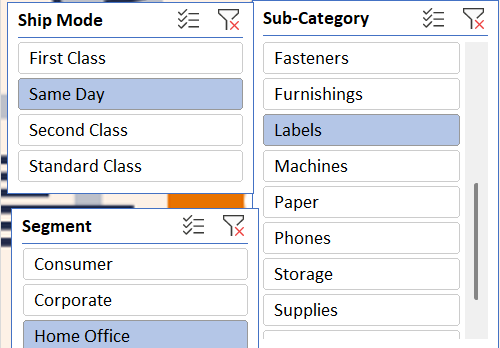 Ship Mode
First Class
Same Day
Second Class
Standard Class
Segment
Consumer
Corporate
Home Office
Sub-Category
Fasteners
Furnishings
Labels
Machines
Paper
Phones
Storage
Supplies